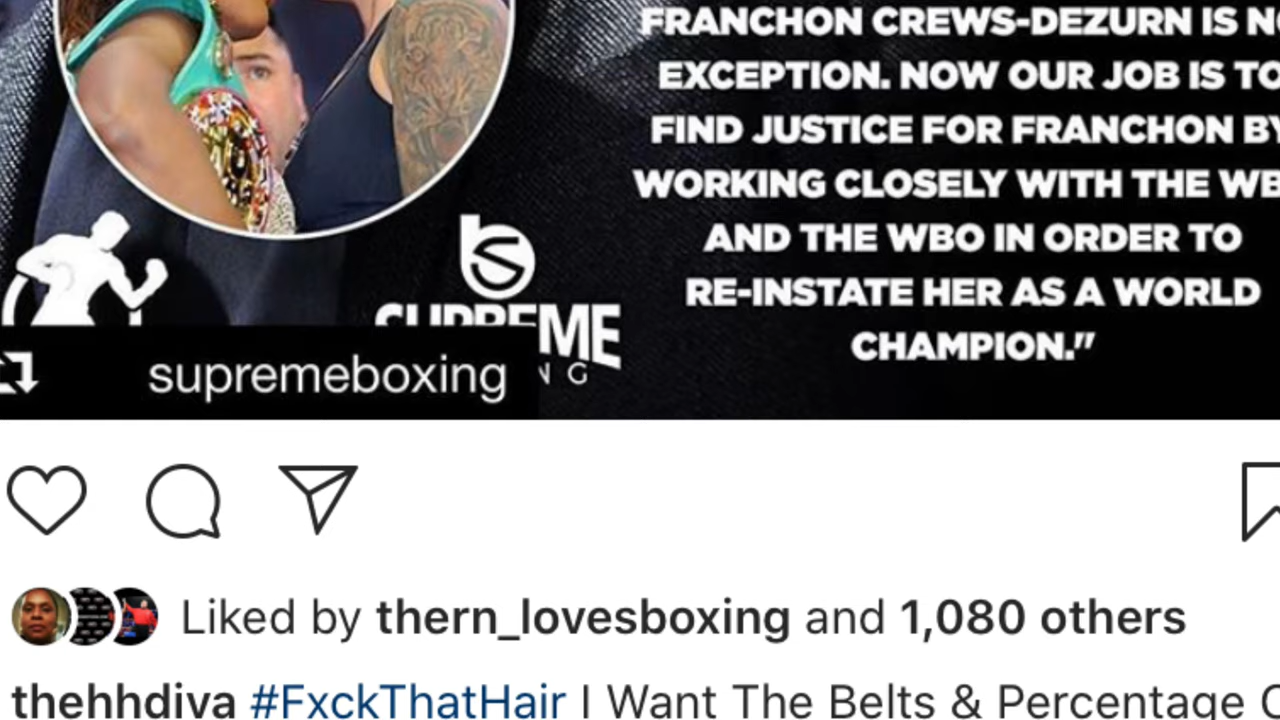 FRANCHON CREWS-DEZURN IS
EXCEPTION. NOW OUR JOB IS TO
FIND JUSTICE FOR FRANCHON
WORKING CLOSELY WITH THE
AND THE WBO IN ORDER TO
RE-INSTATE HER AS A WORLD
CHAMPION."
supremeboxing
Liked by thern_lovesboxing and 1,080 others
thehhdiva #FxckThatHair I Want The Belts & Percentage